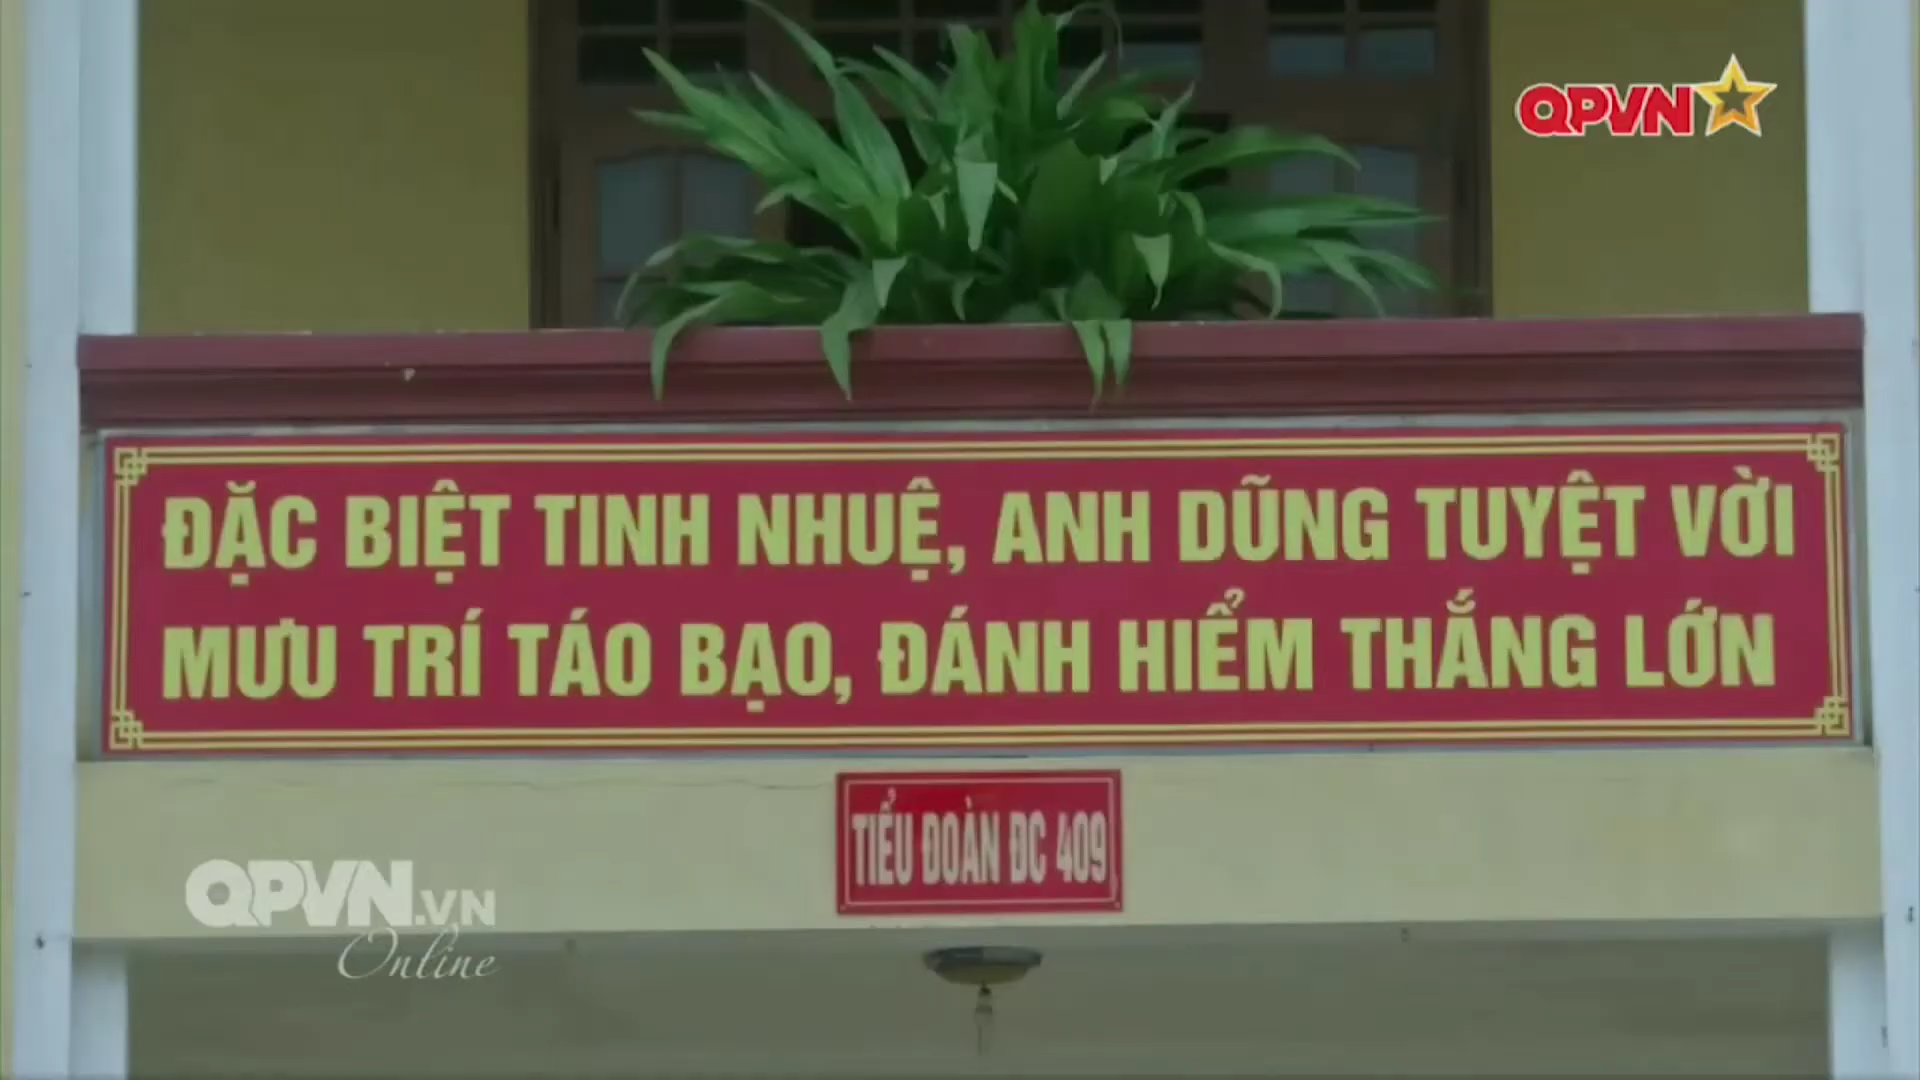 QPVN
ĐẶC BIỆT TINH NHUỆ, ANH DŨNG TUYỆT VỜI
MƯU TRÍ TÁO BẠO, ĐÁNH HIỂM THẮNG LỚN
TIỂU ĐOÀN ĐC 409
QPVN.VN
Online